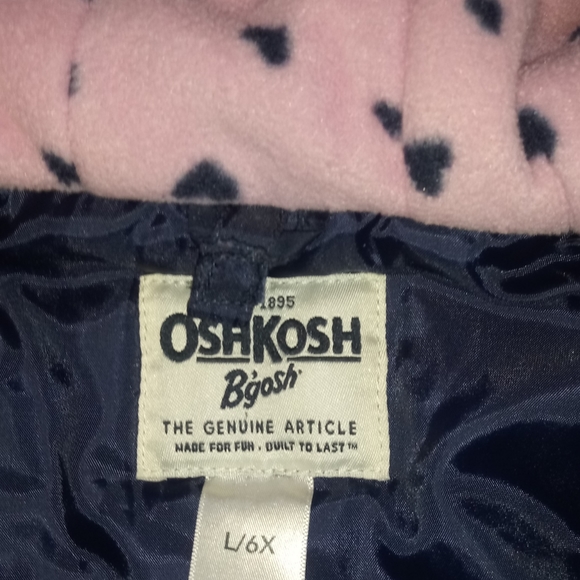 1895
OSHKOSH
B'gosh
THE GENUINE ARTICLE
MADE FOR FUN . BUILT TO LAST™
L/6X